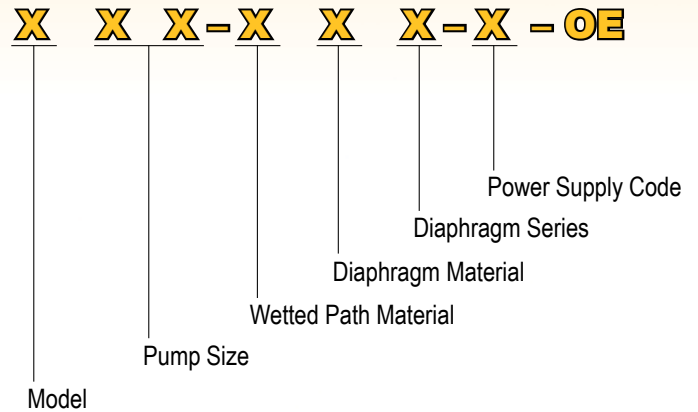 X X X – X X X – X – OE
Power Supply Code
Diaphragm Series
Diaphragm Material
Wetted Path Material
Pump Size
Model